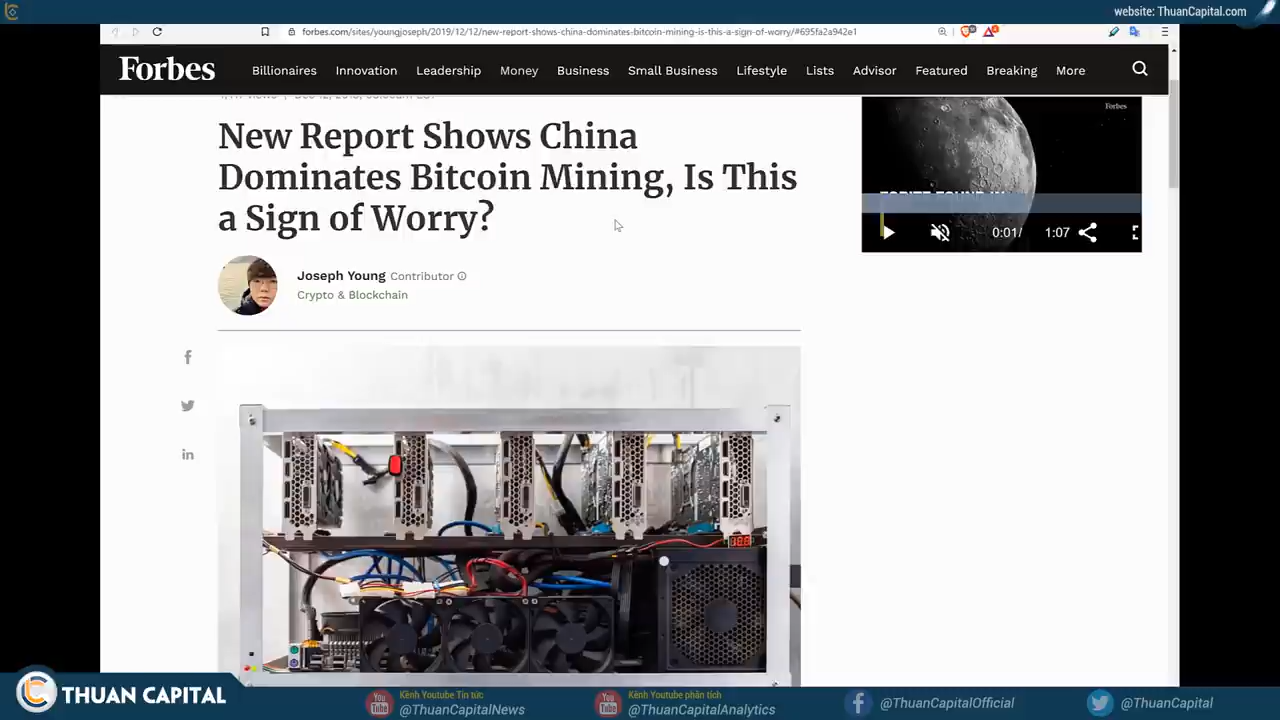 website: ThuanCapital.com
forbes.com/sites/youngjoseph/2019/12/12/new-report-shows-china-dominates-bitcoin-mining-is-this-a-sign-of-worry/#695fa2a942e1
Forbes
Billionaires Innovation Leadership Money Business Small Business Lifestyle Lists Advisor Featured Breaking More
New Report Shows China
Dominates Bitcoin Mining, Is This
a Sign of Worry?
Forbes
0:01/ 1:07
Joseph Young Contributor
Crypto & Blockchain
THUAN CAPITAL
Kênh Youtube Tin tức
@ThuanCapitalNews
Kênh Youtube phân tích
@ThuanCapitalAnalytics
@ThuanCapitalOfficial
@ThuanCapital